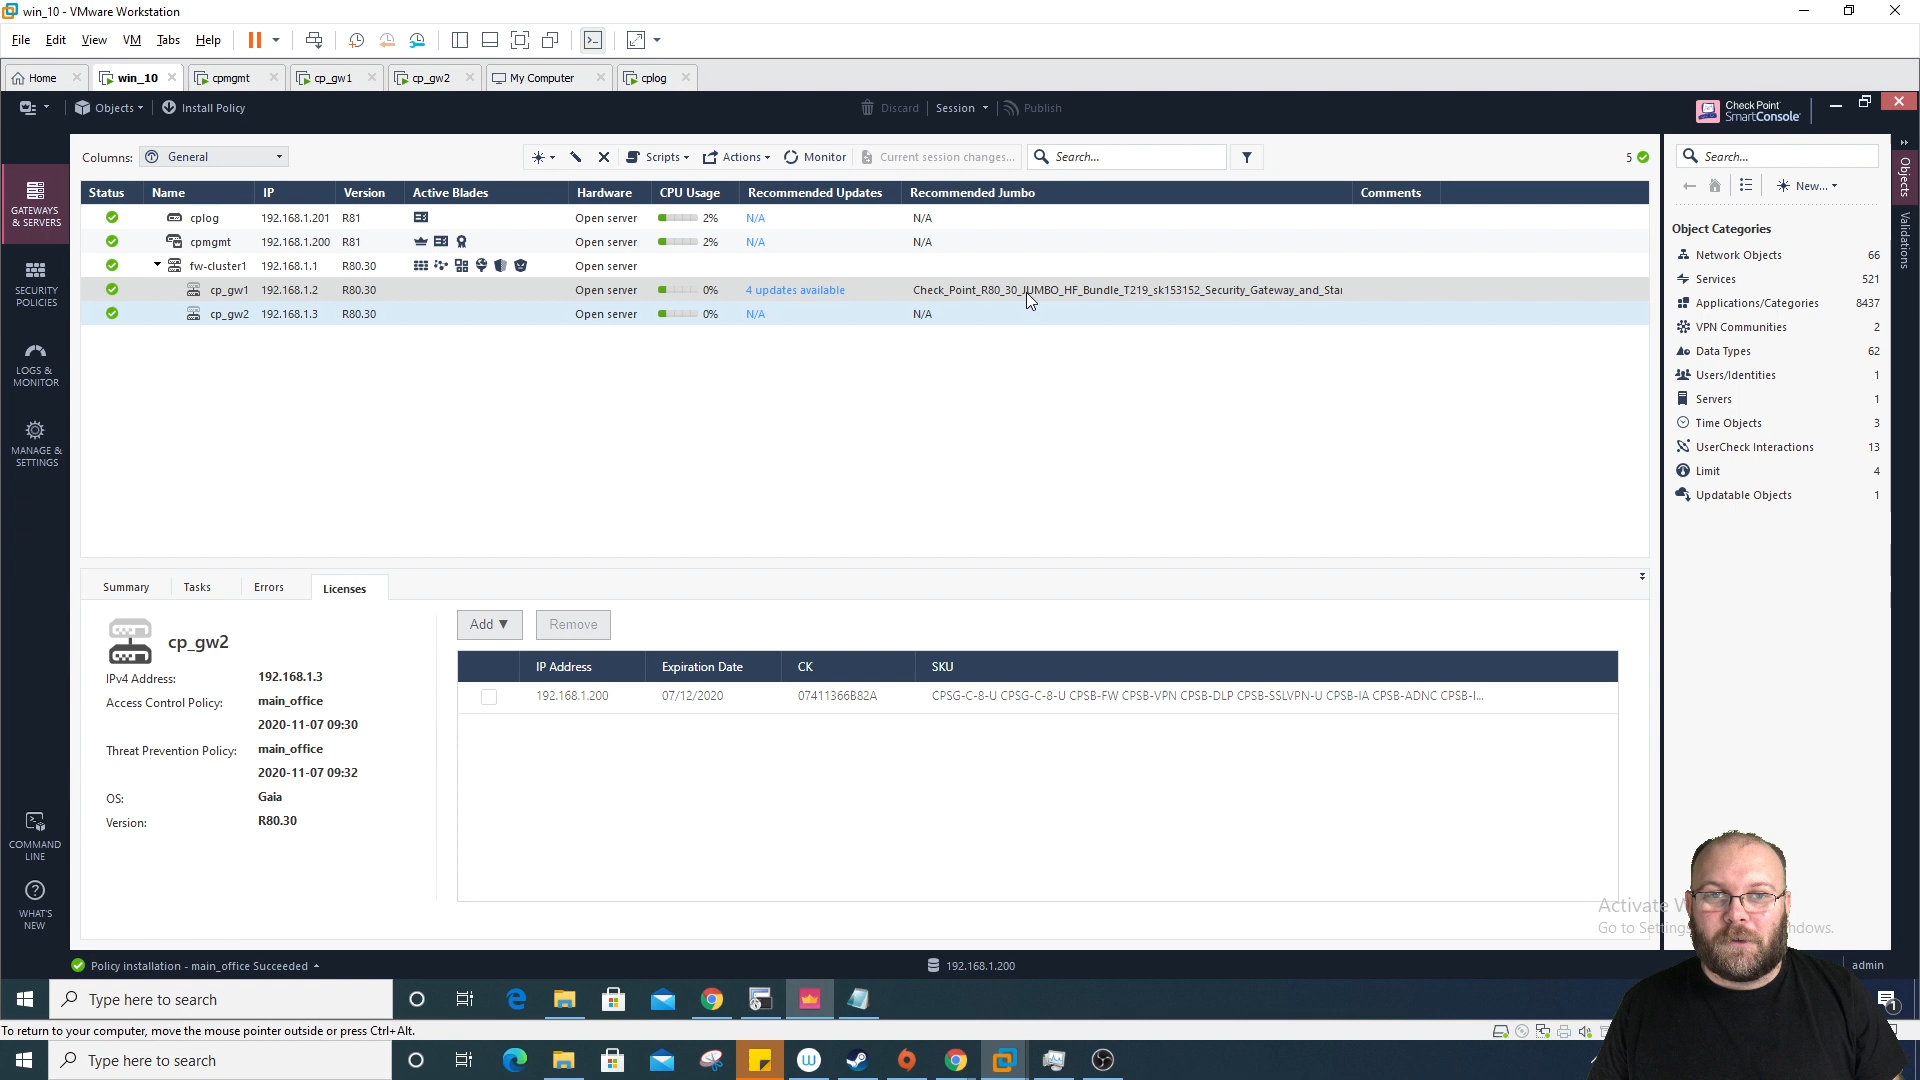 win_10 - VMware Workstation
File Edit View VM Tabs Help
Home win_10 cpmgmt cp_gw1 cp_gw2 My Computer cplog
Objects Install Policy Discard Session Publish Check Point SmartConsole
Columns: General Scripts Actions Monitor Current session changes... Search... 5 Search...
New...
Status Name IP Version Active Blades Hardware CPU Usage Recommended Updates Recommended Jumbo Comments
cplog 192.168.1.201 R81 Open server 2% N/A N/A
cpmgmt 192.168.1.200 R81 Open server 2% N/A N/A
fw-cluster1 192.168.1.1 R80.30 Open server
cp_gw1 192.168.1.2 R80.30 Open server 0% 4 updates available Check_Point_R80_30_JUMBO_HF_Bundle_T219_sk153152_Security_Gateway_and_Sta
cp_gw2 192.168.1.3 R80.30 Open server 0% N/A N/A
GATEWAYS
& SERVERS
SECURITY
POLICIES
LOGS &
MONITOR
MANAGE &
SETTINGS
COMMAND
LINE
WHAT'S
NEW
Object Categories
Network Objects 66
Services 521
Applications/Categories 8437
VPN Communities 2
Data Types 62
Users/Identities 1
Servers 1
Time Objects 3
UserCheck Interactions 13
Limit 4
Updatable Objects 1
Objects
Validations
Summary Tasks Errors Licenses
cp_gw2
IPv4 Address: 192.168.1.3
Access Control Policy: main_office
2020-11-07 09:30
Threat Prevention Policy: main_office
2020-11-07 09:32
OS: Gaia
Version: R80.30
Add ▼ Remove
IP Address Expiration Date CK SKU
192.168.1.200 07/12/2020 07411366B82A CPSG-C-8-U CPSG-C-8-U CPSB-FW CPSB-VPN CPSB-DLP CPSB-SSLVPN-U CPSB-IA CPSB-ADNC CPSB-I...
Activate
Go to
Policy installation - main_office Succeeded 192.168.1.200 admin
Type here to search
1
To return to your computer, move the mouse pointer outside or press Ctrl+Alt.
Type here to search